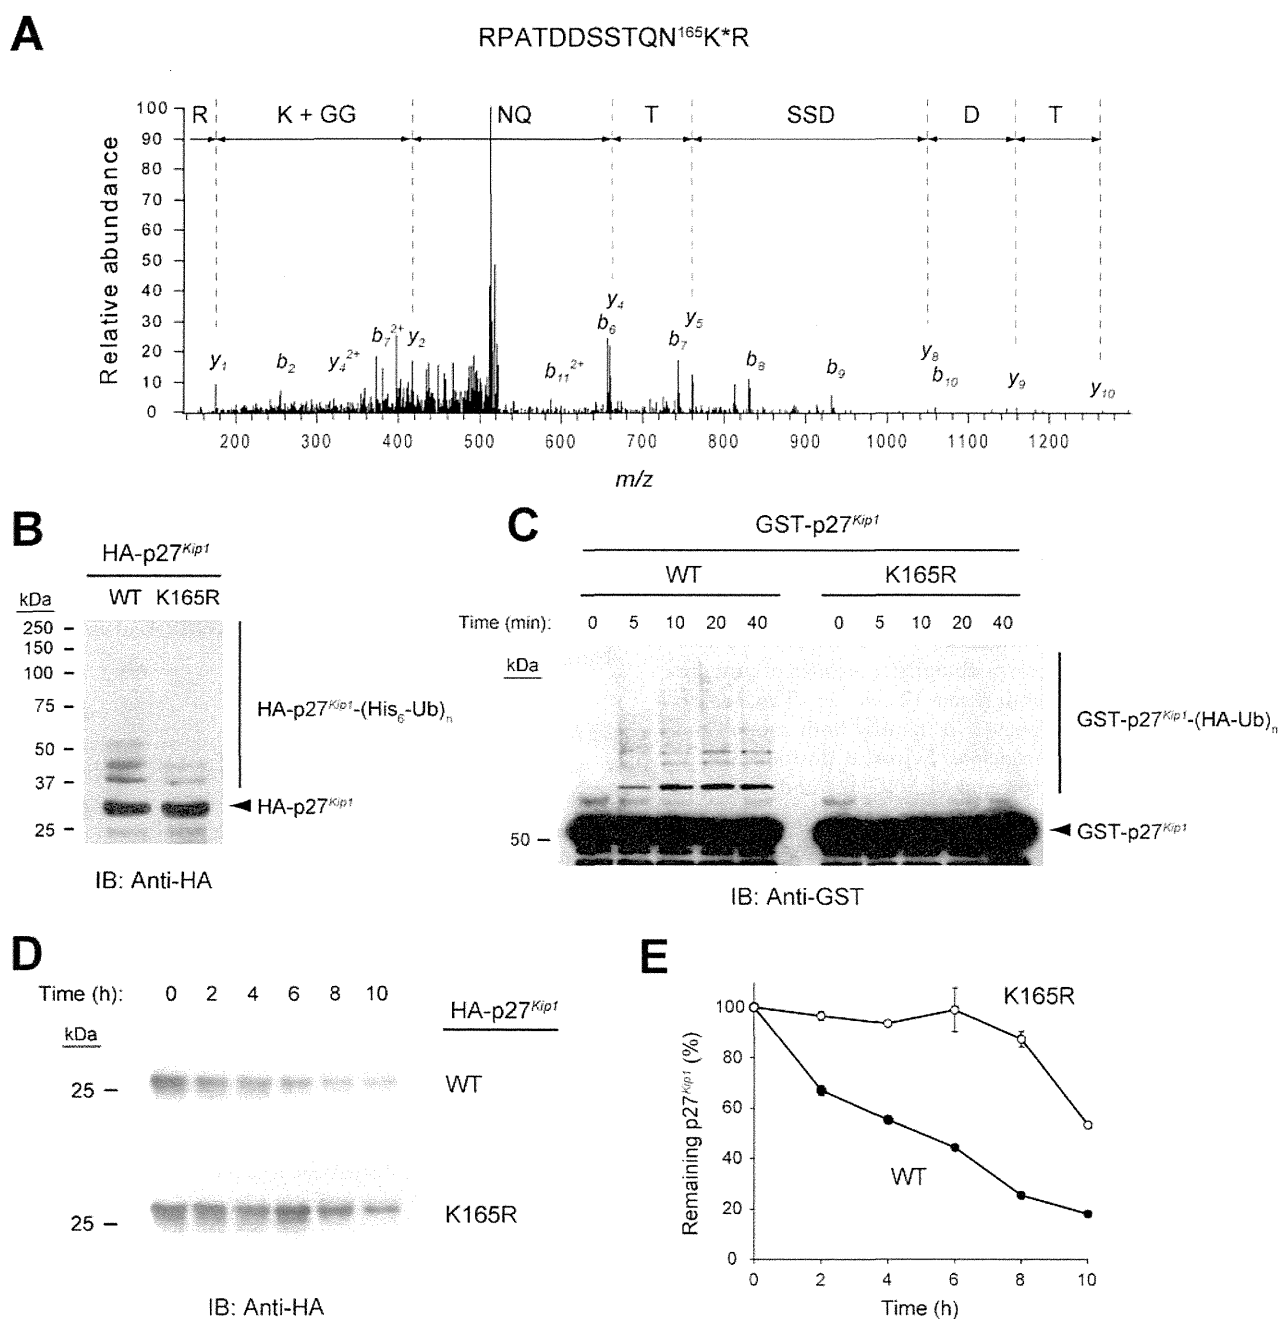 A
RPATDDSSTQN¹⁶⁵K*R
R K + GG NQ T SSD D T
Relative abundance
100
90
80
70
60
50
40
30
20
10
0
y₁ b₂ y₄²⁺ b₇²⁺ y₂ b₁₁²⁺ b₆ y₄ b₇ y₅ b₈ b₉ y₈ b₁₀ y₉ y₁₀
200 300 400 500 600 700 800 900 1000 1100 1200
m/z
B
HA-p27Kip1
kDa WT K165R
250
150
100
75
50
37
25
HA-p27Kip1-(His₆-Ub)n
HA-p27Kip1
IB: Anti-HA
C
GST-p27Kip1
WT K165R
Time (min): 0 5 10 20 40 0 5 10 20 40
kDa
50
GST-p27Kip1-(HA-Ub)n
GST-p27Kip1
IB: Anti-GST
D
Time (h): 0 2 4 6 8 10
HA-p27Kip1
kDa
25
WT
25
K165R
IB: Anti-HA
E
Remaining p27Kip1 (%)
100
80
60
40
20
0
K165R
WT
0 2 4 6 8 10
Time (h)